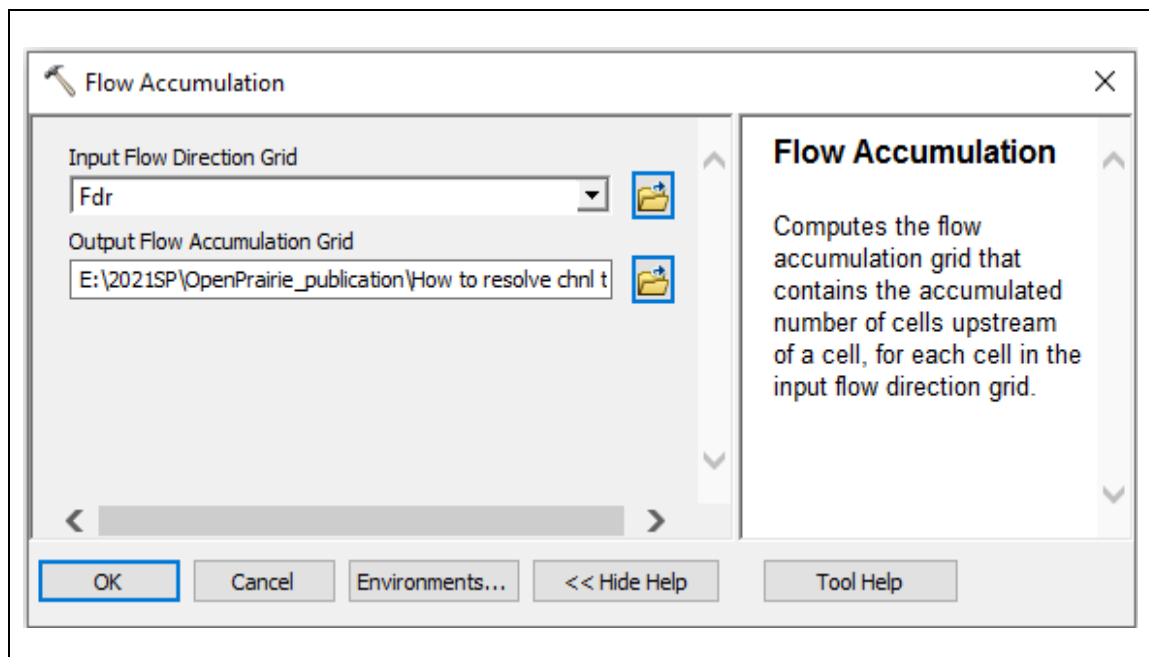 Flow Accumulation
Input Flow Direction Grid
Fdr
Output Flow Accumulation Grid
E:\2021SP\OpenPrairie_publication\How to resolve chnl t
Flow Accumulation
Computes the flow
accumulation grid that
contains the accumulated
number of cells upstream
of a cell, for each cell in the
input flow direction grid.
OK
Cancel
Environments...
<< Hide Help
Tool Help